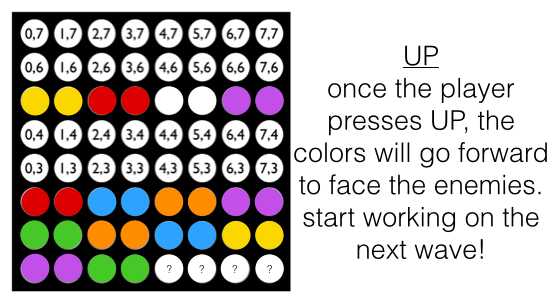 0,7 1,7 2,7 3,7 4,7 5,7 6,7 7,7
0,6 1,6 2,6 3,6 4,6 5,6 6,6 7,6
0,4 1,4 2,4 3,4 4,4 5,4 6,4 7,4
0,3 1,3 2,3 3,3 4,3 5,3 6,3 7,3
? ? ? ?
UP
once the player
presses UP, the
colors will go forward
to face the enemies.
start working on the
next wave!